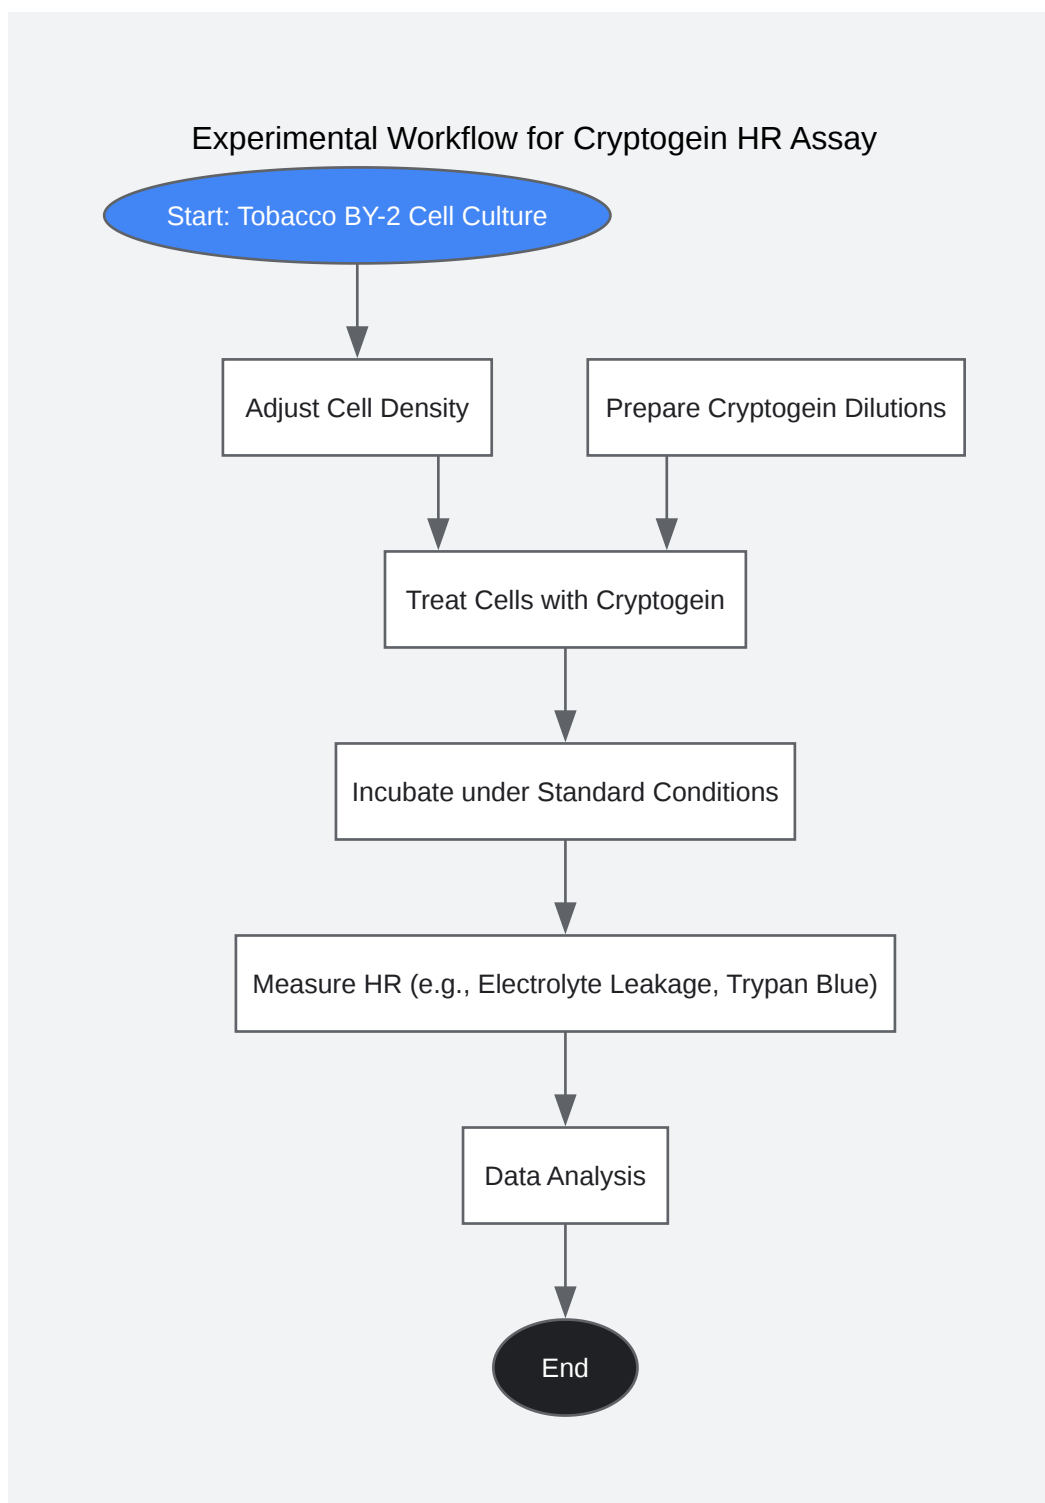 Experimental Workflow for Cryptogein HR Assay
Start: Tobacco BY-2 Cell Culture
Adjust Cell Density
Prepare Cryptogein Dilutions
Treat Cells with Cryptogein
Incubate under Standard Conditions
Measure HR (e.g., Electrolyte Leakage, Trypan Blue)
Data Analysis
End